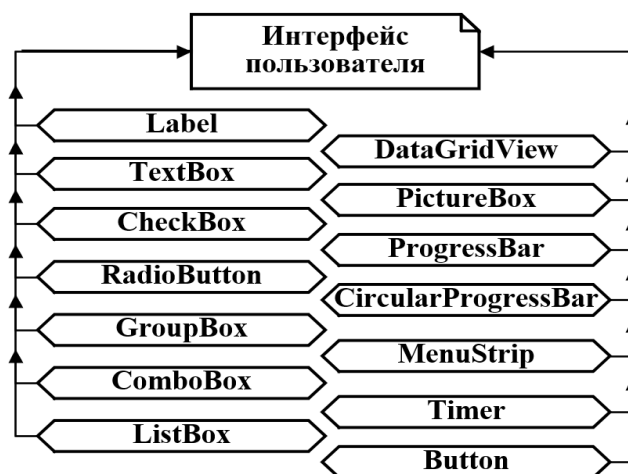 Интерфейс
пользователя
Label
TextBox
CheckBox
RadioButton
GroupBox
ComboBox
ListBox
DataGridView
PictureBox
ProgressBar
CircularProgressBar
MenuStrip
Timer
Button